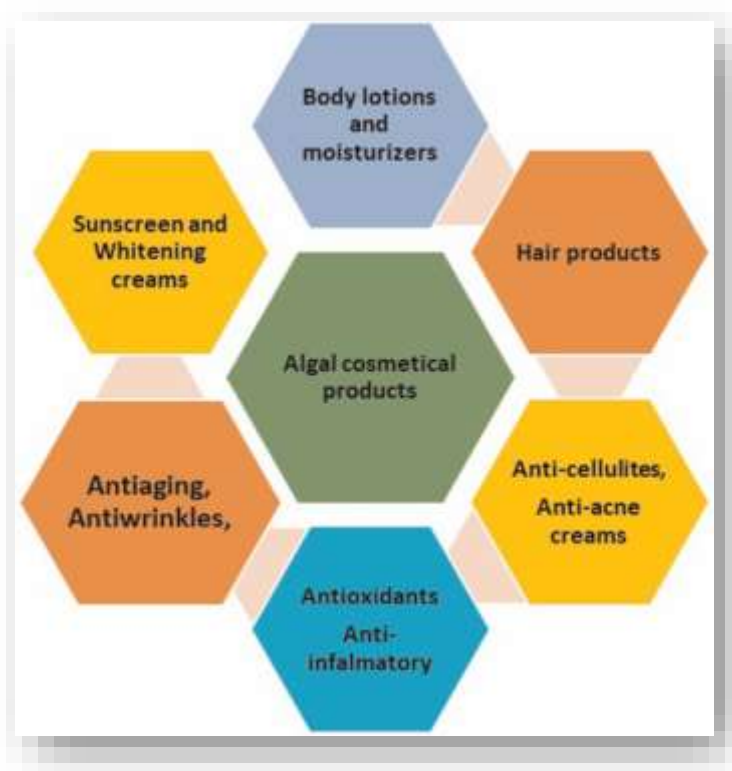 Body lotions
and
moisturizers
Hair products
Anti-cellulites,
Anti-acne
creams
Antioxidants
Anti-
infalmatory
Antiaging,
Antiwrinkles,
Sunscreen and
Whitening
creams
Algal cosmetical
products